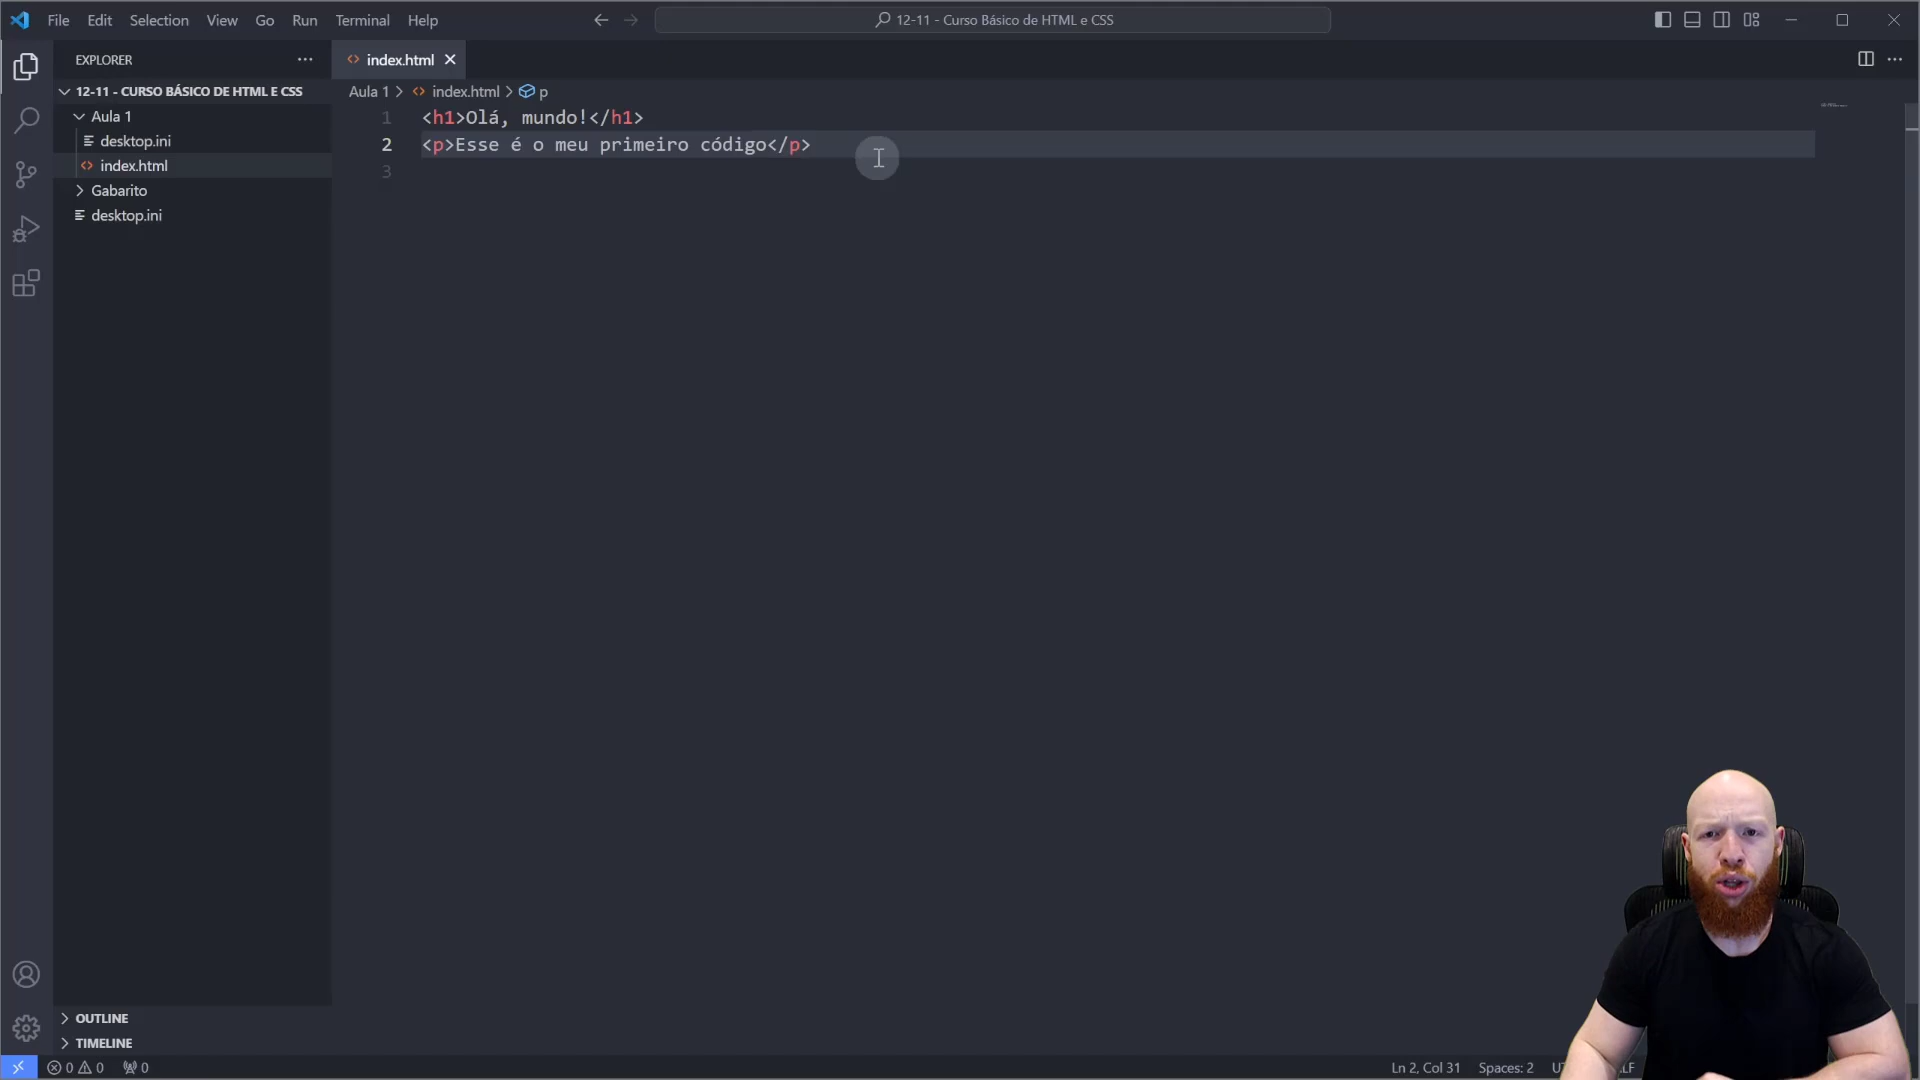 File Edit Selection View Go Run Terminal Help
12-11 - Curso Básico de HTML e CSS
EXPLORER
index.html
12-11 - CURSO BÁSICO DE HTML E CSS
Aula 1 > index.html > p
Aula 1
desktop.ini
index.html
Gabarito
desktop.ini
1 <h1>Olá, mundo!</h1>
2 <p>Esse é o meu primeiro código</p>
3
OUTLINE
TIMELINE
0 0 0
Ln 2, Col 31 Spaces: 2